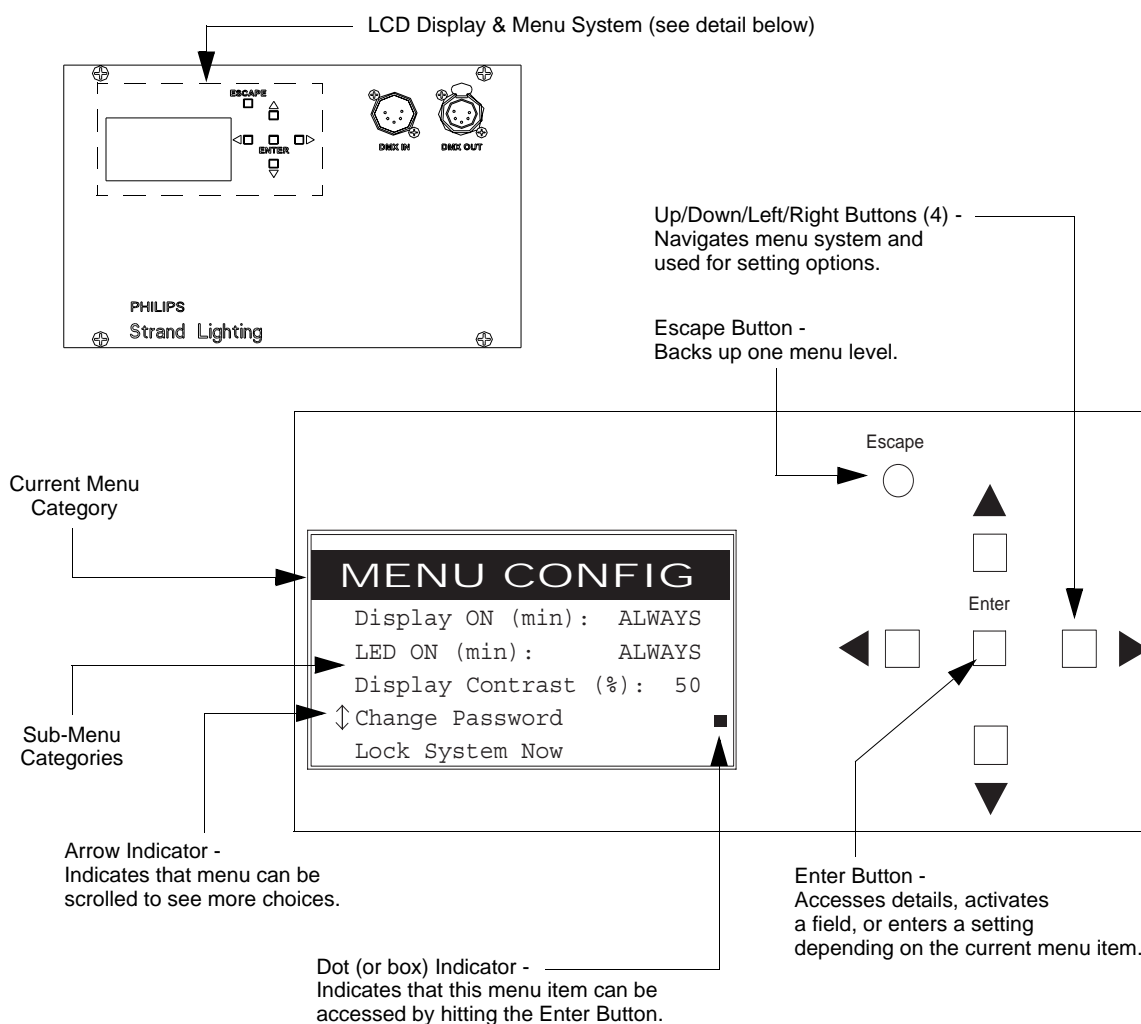 LCD Display & Menu System (see detail below)
ESCAPE
ENTER
DMX IN
DMX OUT
PHILIPS
Strand Lighting
Up/Down/Left/Right Buttons (4) -
Navigates menu system and
used for setting options.
Escape Button -
Backs up one menu level.
Escape
Enter
Current Menu
Category
MENU CONFIG
Display ON (min): ALWAYS
LED ON (min): ALWAYS
Display Contrast (%): 50
Change Password
Lock System Now
Sub-Menu
Categories
Arrow Indicator -
Indicates that menu can be
scrolled to see more choices.
Enter Button -
Accesses details, activates
a field, or enters a setting
depending on the current menu item.
Dot (or box) Indicator -
Indicates that this menu item can be
accessed by hitting the Enter Button.